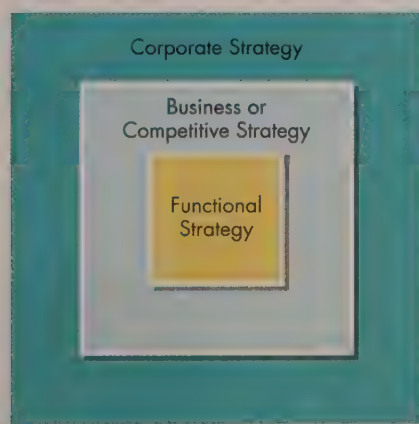 Corporate Strategy
Business or
Competitive Strategy
Functional
Strategy